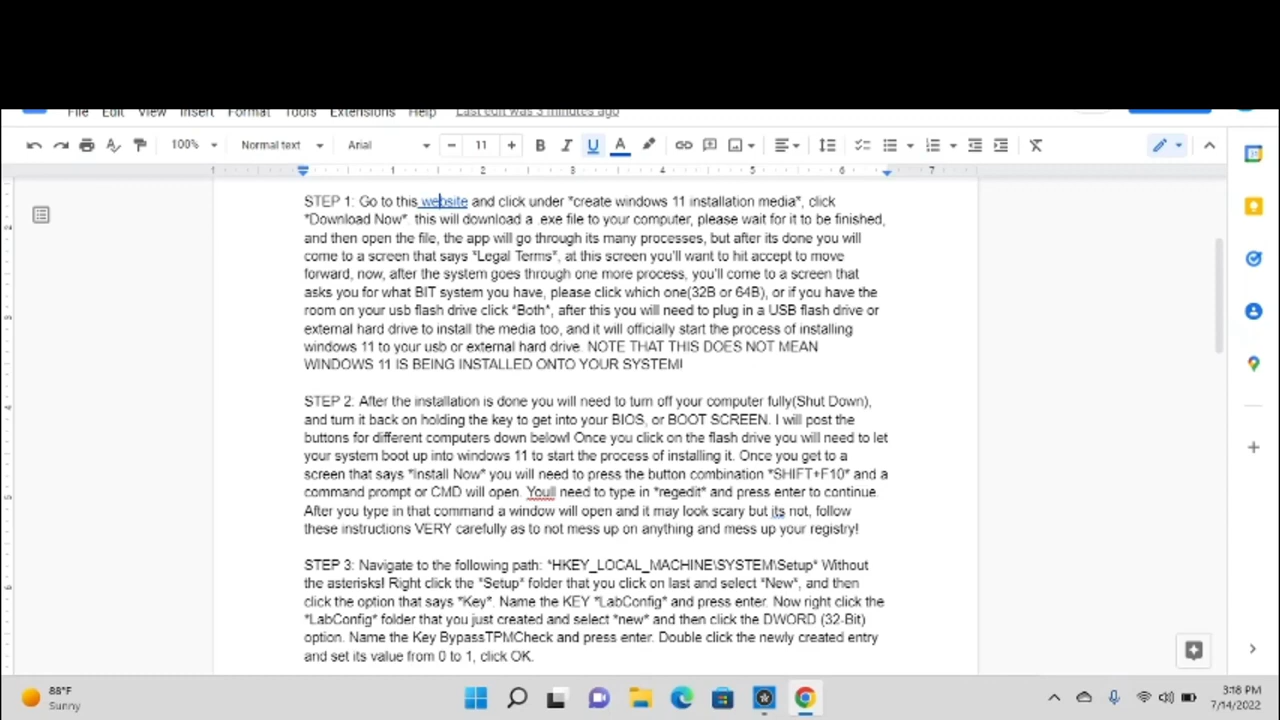 File Edit View Insert Format Tools Extensions Help Last edit was 3 minutes ago
100% Normal text Arial 11 B I U A
1 1 2 3 4 5 6 7
STEP 1: Go to this website and click under *create windows 11 installation media*, click
*Download Now*  this will download a .exe file to your computer, please wait for it to be finished,
and then open the file, the app will go through its many processes, but after its done you will
come to a screen that says *Legal Terms*, at this screen you'll want to hit accept to move
forward, now, after the system goes through one more process, you'll come to a screen that
asks you for what BIT system you have, please click which one(32B or 64B), or if you have the
room on your usb flash drive click *Both*, after this you will need to plug in a USB flash drive or
external hard drive to install the media too, and it will officially start the process of installing
windows 11 to your usb or external hard drive. NOTE THAT THIS DOES NOT MEAN
WINDOWS 11 IS BEING INSTALLED ONTO YOUR SYSTEM!
STEP 2: After the installation is done you will need to turn off your computer fully(Shut Down),
and turn it back on holding the key to get into your BIOS, or BOOT SCREEN. I will post the
buttons for different computers down below! Once you click on the flash drive you will need to let
your system boot up into windows 11 to start the process of installing it. Once you get to a
screen that says *Install Now* you will need to press the button combination *SHIFT+F10* and a
command prompt or CMD will open. Youll need to type in *regedit* and press enter to continue.
After you type in that command a window will open and it may look scary but its not, follow
these instructions VERY carefully as to not mess up on anything and mess up your registry!
STEP 3: Navigate to the following path: *HKEY_LOCAL_MACHINE\SYSTEM\Setup* Without
the asterisks! Right click the *Setup* folder that you click on last and select *New*, and then
click the option that says *Key*. Name the KEY *LabConfig* and press enter. Now right click the
*LabConfig* folder that you just created and select *new* and then click the DWORD (32-Bit)
option. Name the Key BypassTPMCheck and press enter. Double click the newly created entry
and set its value from 0 to 1, click OK.
88°F
Sunny
3:18 PM
7/14/2022